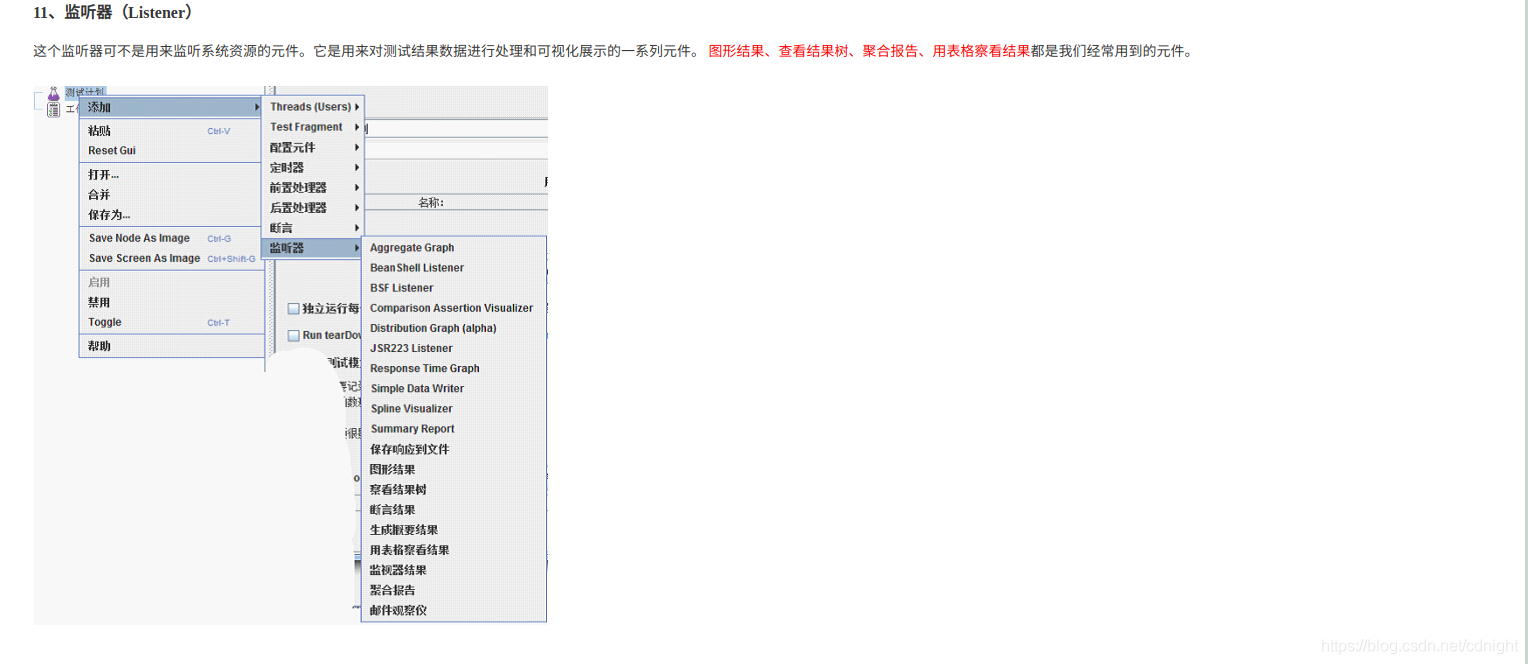 11、监听器（Listener）
这个监听器可不是用来监听系统资源的元件。它是用来对测试结果数据进行处理和可视化展示的一系列元件。 图形结果、查看结果树、聚合报告、用表格察看结果都是我们经常用到的元件。
测试计划
添加
粘贴 Ctrl-V
Reset Gui
打开...
合并
保存为...
Save Node As Image Ctrl-G
Save Screen As Image Ctrl+Shift-G
启用
禁用
Toggle Ctrl-T
帮助
Threads (Users)
Test Fragment
配置元件
定时器
前置处理器
后置处理器
断言
监听器
名称:
独立运行每
Run tearDov
Aggregate Graph
BeanShell Listener
BSF Listener
Comparison Assertion Visualizer
Distribution Graph (alpha)
JSR223 Listener
Response Time Graph
Simple Data Writer
Spline Visualizer
Summary Report
保存响应到文件
图形结果
察看结果树
断言结果
生成概要结果
用表格察看结果
监视器结果
聚合报告
邮件观察仪
https://blog.csdn.net/cdnight